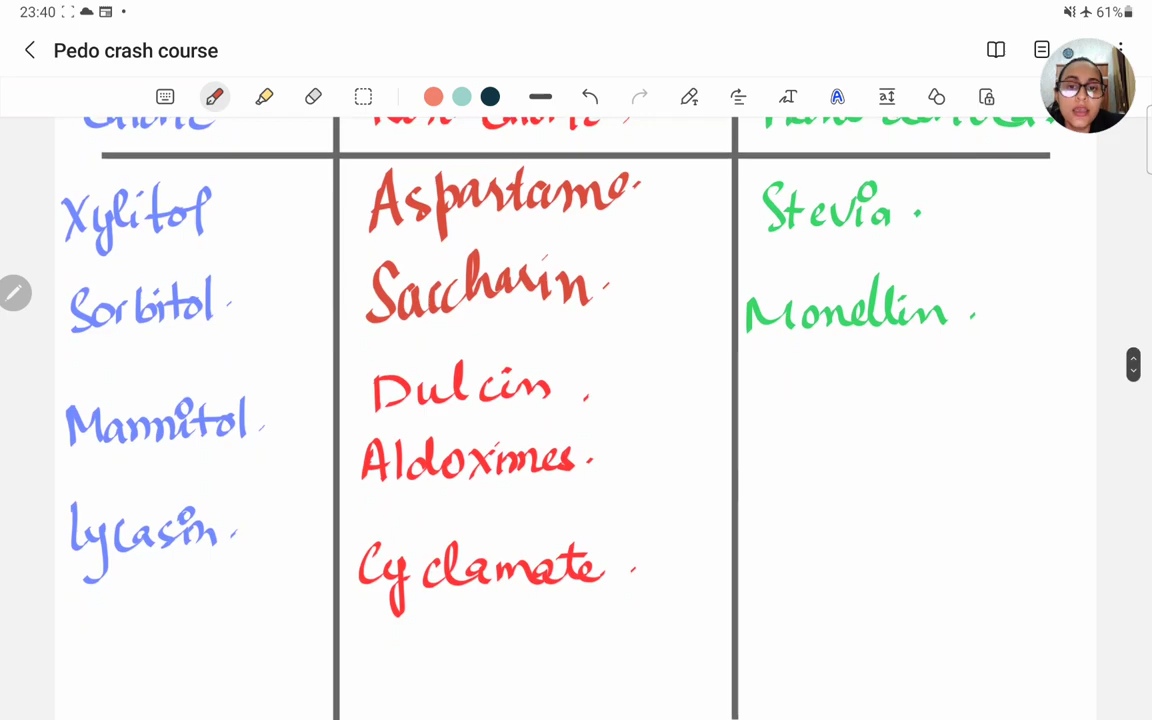 23:40 61%
Pedo crash course
Xylitol Aspartame. Stevia.
Sorbitol. Saccharin. Monellin.
Dulcin.
Mannitol. Aldoximes.
Lycasin. Cyclamate.